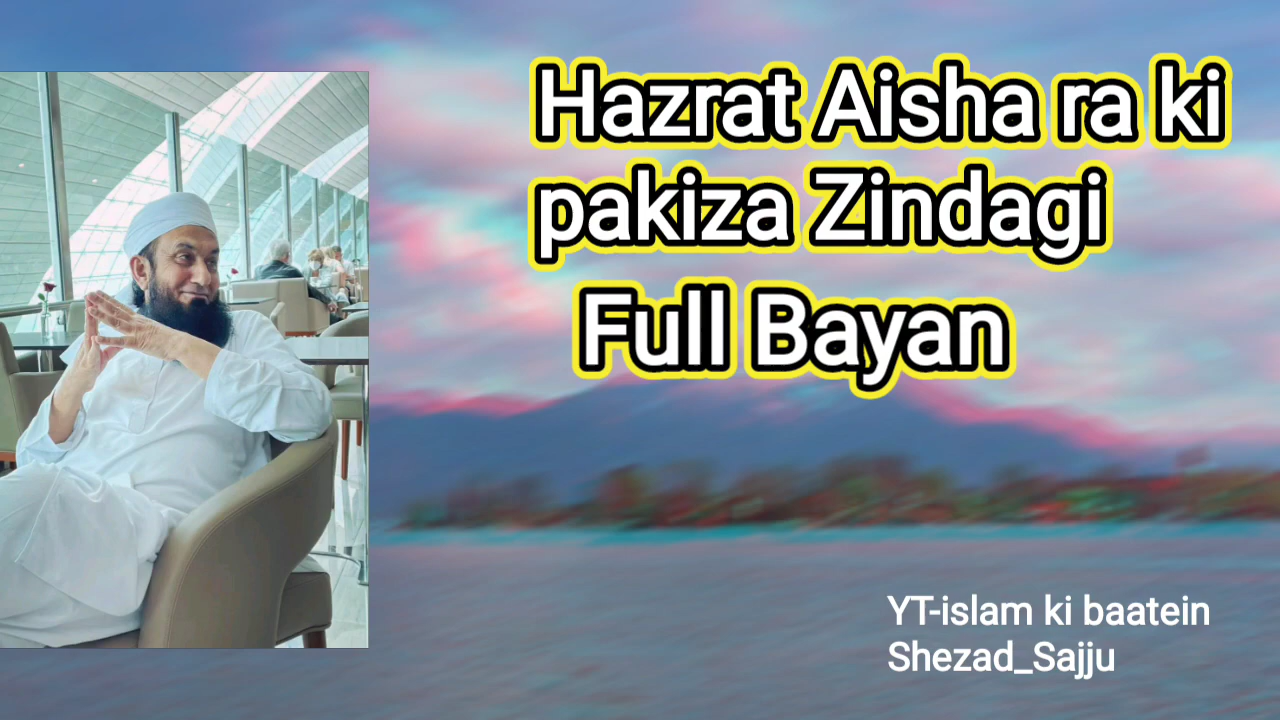 Hazrat Aisha ra ki
pakiza Zindagi
Full Bayan
YT-islam ki baatein
Shezad_Sajju